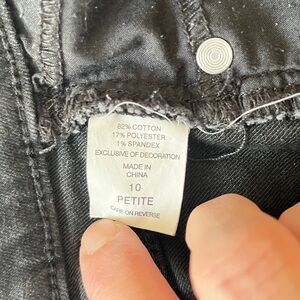 82% COTTON
17% POLYESTER
1% SPANDEX
EXCLUSIVE OF DECORATION
MADE IN
CHINA
10
PETITE
CARE ON REVERSE